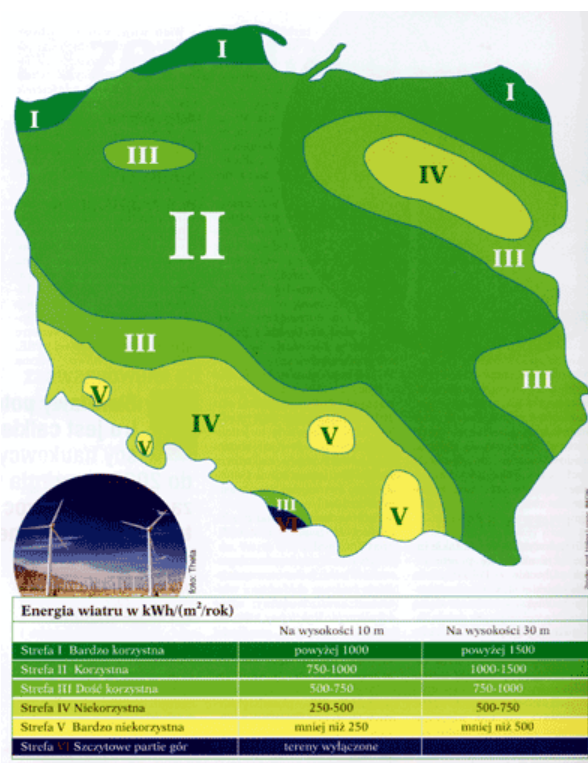 I
I
I
III
IV
II
III
III
III
V
IV
V
V
III
VI
V
foto: Theta
Energia wiatru w kWh/(m²/rok)
Na wysokości 10 m Na wysokości 30 m
Strefa I Bardzo korzystna powyżej 1000 powyżej 1500
Strefa II Korzystna 750-1000 1000-1500
Strefa III Dość korzystna 500-750 750-1000
Strefa IV Niekorzystna 250-500 500-750
Strefa V Bardzo niekorzystna mniej niż 250 mniej niż 500
Strefa VI Szczytowe partie gór tereny wyłączone